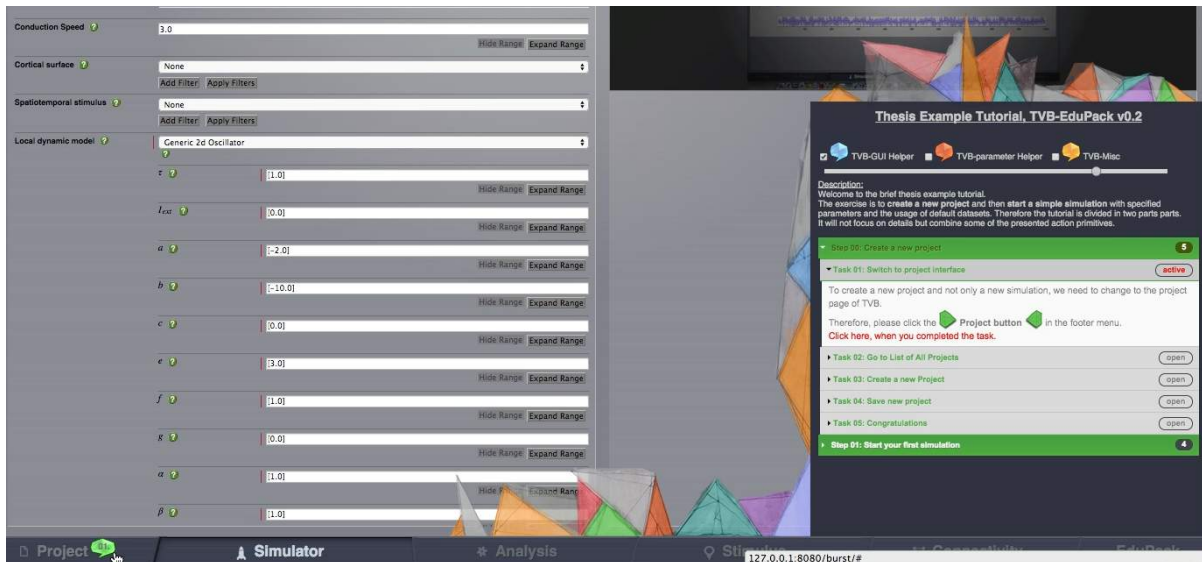 Conduction Speed
3.0
Hide Range Expand Range
Cortical surface
None
Add Filter Apply Filters
Spatiotemporal stimulus
None
Add Filter Apply Filters
Local dynamic model
Generic 2d Oscillator
τ [1.0]
Hide Range Expand Range
I_ext [0.0]
Hide Range Expand Range
a [-2.0]
Hide Range Expand Range
b [-10.0]
Hide Range Expand Range
c [0.0]
Hide Range Expand Range
e [3.0]
Hide Range Expand Range
f [1.0]
Hide Range Expand Range
g [0.0]
Hide Range Expand Range
α [1.0]
Expand Range
β [1.0]
Thesis Example Tutorial, TVB-EduPack v0.2
TVB-GUI Helper TVB-parameter Helper TVB-Misc
Description:
Welcome to the brief thesis example tutorial.
The exercise is to create a new project and then start a simple simulation with specified
parameters and the usage of default datasets. Therefore the tutorial is divided in two parts parts.
It will not focus on details but combine some of the presented action primitives.
Step 00: Create a new project 5
Task 01: Switch to project interface active
To create a new project and not only a new simulation, we need to change to the project
page of TVB.
Therefore, please click the Project button in the footer menu.
Click here, when you completed the task.
Task 02: Go to List of All Projects open
Task 03: Create a new Project open
Task 04: Save new project open
Task 05: Congratulations open
Step 01: Start your first simulation 4
Project 01. Simulator Analysis Stimulus Connectivity EduPack
127.0.0.1:8080/burst/#